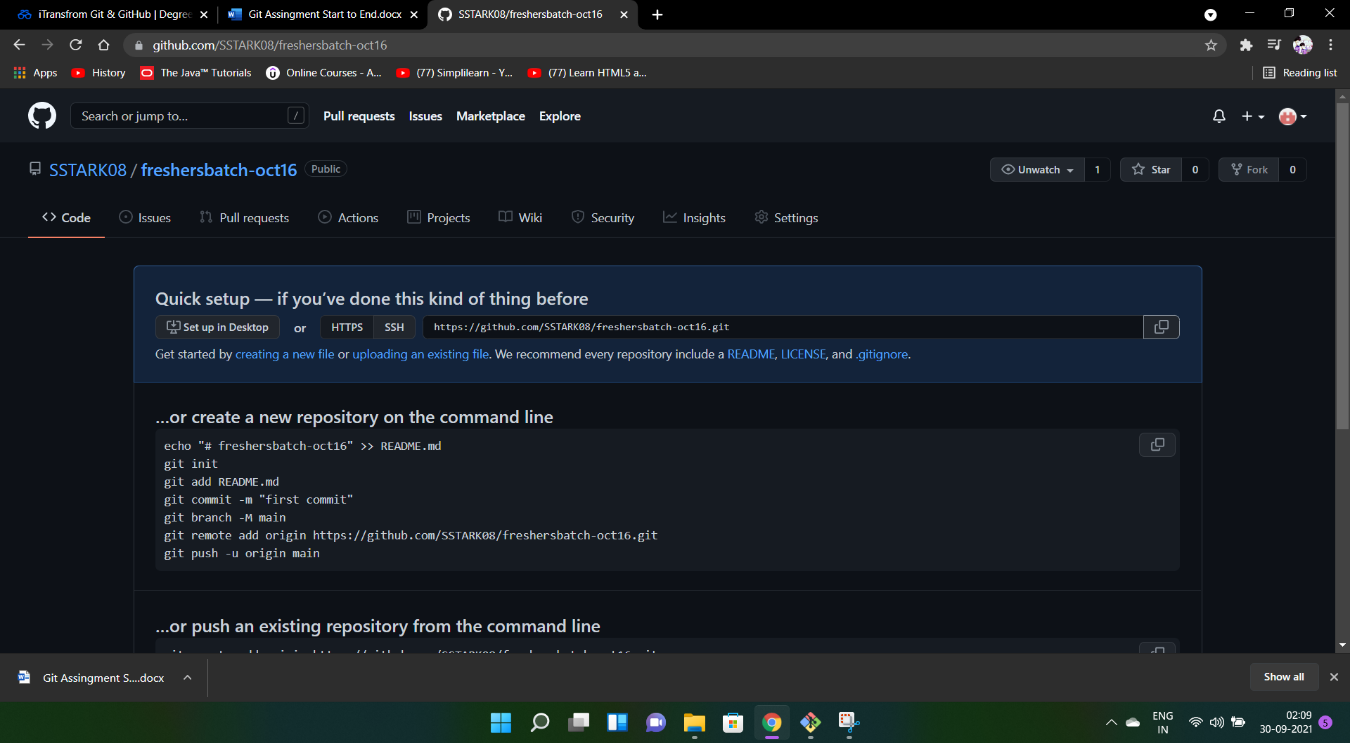 iTransfrom Git & GitHub | Degree
Git Assingment Start to End.docx
SSTARK08/freshersbatch-oct16
github.com/SSTARK08/freshersbatch-oct16
Apps
History
The Java™ Tutorials
Online Courses - A...
(77) Simplilearn - Y...
(77) Learn HTML5 a...
Reading list
Search or jump to...
/
Pull requests
Issues
Marketplace
Explore
SSTARK08 / freshersbatch-oct16
Public
Unwatch
1
Star
0
Fork
0
Code
Issues
Pull requests
Actions
Projects
Wiki
Security
Insights
Settings
Quick setup — if you’ve done this kind of thing before
Set up in Desktop
or
HTTPS
SSH
https://github.com/SSTARK08/freshersbatch-oct16.git
Get started by creating a new file or uploading an existing file. We recommend every repository include a README, LICENSE, and .gitignore.
…or create a new repository on the command line
echo "# freshersbatch-oct16" >> README.md
git init
git add README.md
git commit -m "first commit"
git branch -M main
git remote add origin https://github.com/SSTARK08/freshersbatch-oct16.git
git push -u origin main
…or push an existing repository from the command line
Git Assingment S....docx
Show all
ENG
IN
02:09
30-09-2021
5